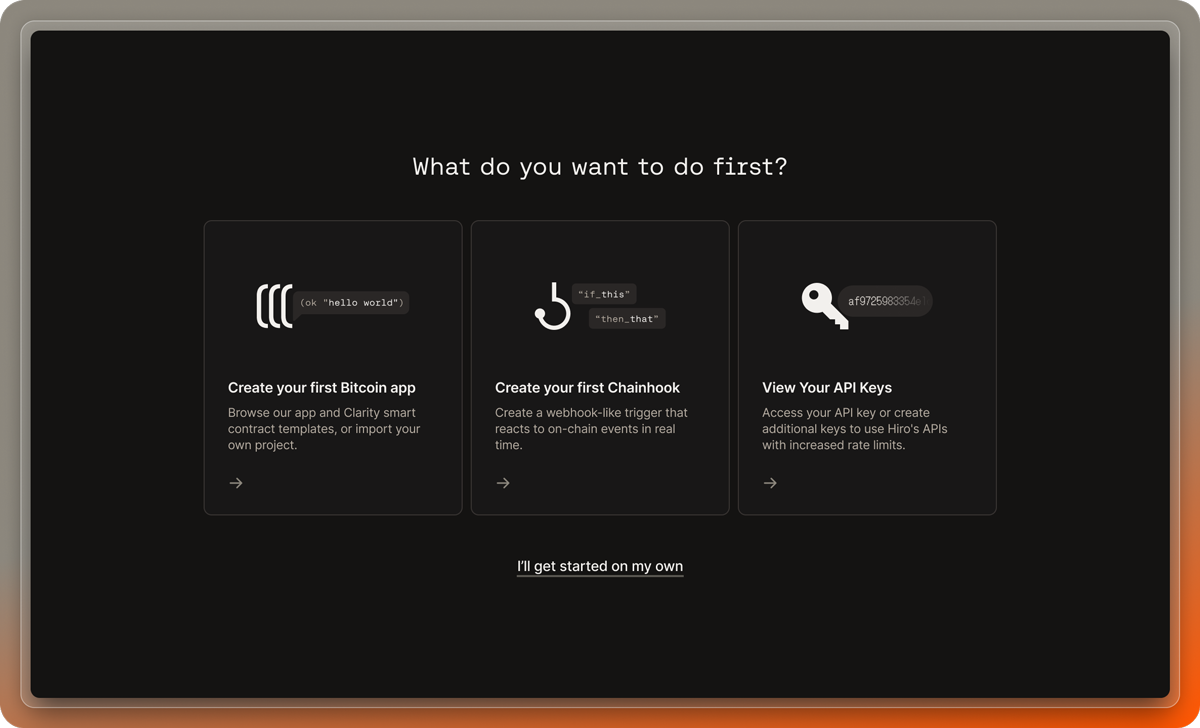 What do you want to do first?
(ok "hello world")
Create your first Bitcoin app
Browse our app and Clarity smart
contract templates, or import your
own project.
“if_this”
“then_that”
Create your first Chainhook
Create a webhook-like trigger that
reacts to on-chain events in real
time.
af9725983354e
View Your API Keys
Access your API key or create
additional keys to use Hiro's APIs
with increased rate limits.
I’ll get started on my own